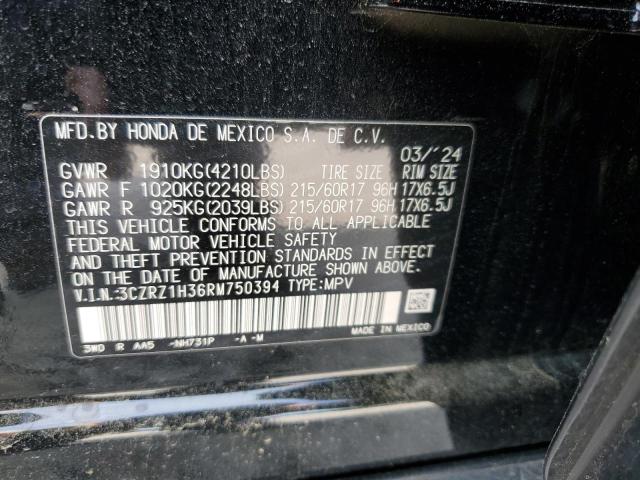 MFD.BY HONDA DE MEXICO S.A. DE C.V.
03/'24
GVWR 1910KG(4210LBS) TIRE SIZE RIM SIZE
GAWR F 1020KG(2248LBS) 215/60R17 96H 17X6.5J
GAWR R 925KG(2039LBS) 215/60R17 96H 17X6.5J
THIS VEHICLE CONFORMS TO ALL APPLICABLE
FEDERAL MOTOR VEHICLE SAFETY
AND THEFT PREVENTION STANDARDS IN EFFECT
ON THE DATE OF MANUFACTURE SHOWN ABOVE.
V.I.N.:3CZRZ1H36RM750394 TYPE:MPV
3W0 R AA5 -NH731P -A -M
MADE IN MEXICO